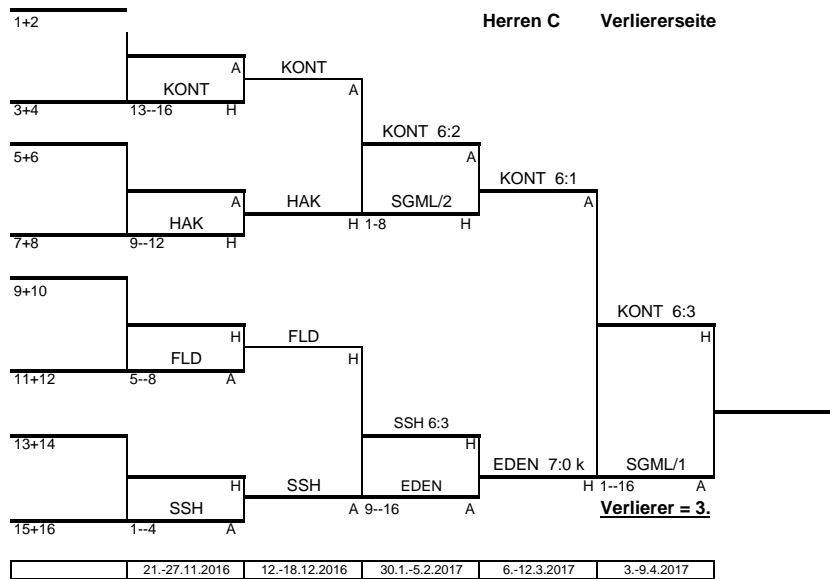 Herren C Verliererseite
1+2
A KONT
KONT A
3+4 13--16 H
KONT 6:2
5+6 A
KONT 6:1
A HAK SGML/2 A
HAK
7+8 9--12 H H 1-8 H
9+10
KONT 6:3
H FLD H
FLD H
11+12 5--8 A
SSH 6:3
13+14 H
EDEN 7:0 k SGML/1
H SSH EDEN H 1--16 A
SSH A 9--16 A
15+16 1--4 A Verlierer = 3.
21.-27.11.2016 12.-18.12.2016 30.1.-5.2.2017 6.-12.3.2017 3.-9.4.2017